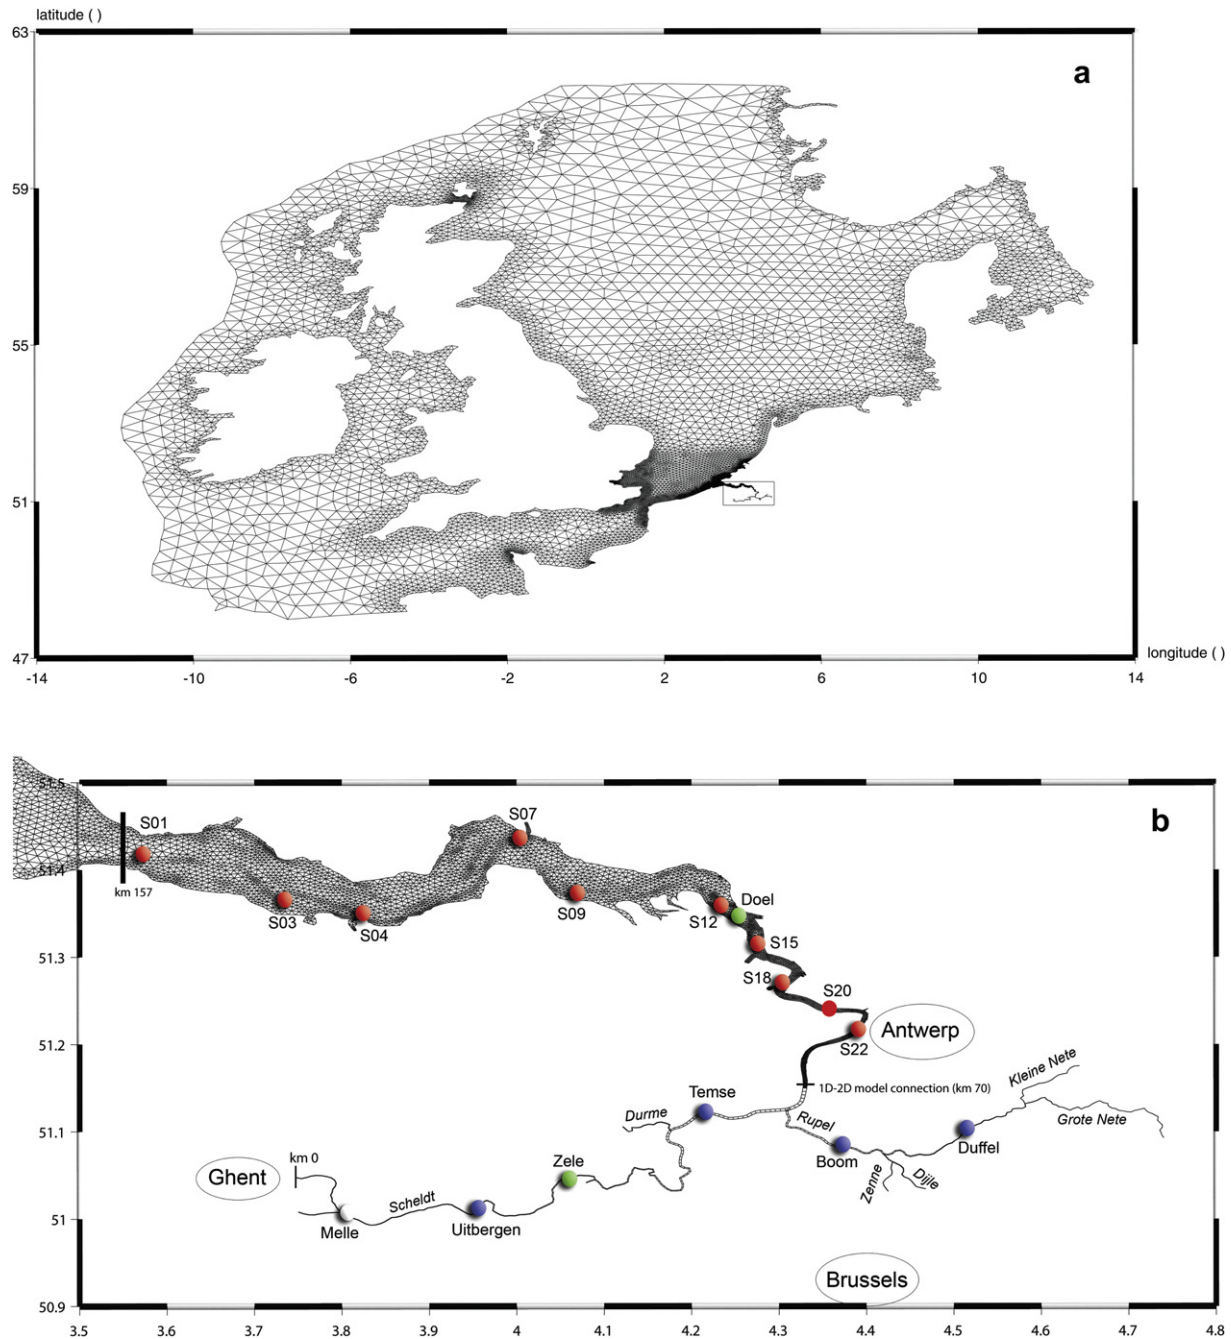 latitude ( )
63
a
59
55
51
47
longitude ( )
-14
-10
-6
-2
2
6
10
14
51.5
b
S07
S01
51.4
km 157
S03
S04
S09
S12
Doel
S15
51.3
S18
S20
Antwerp
S22
51.2
1D-2D model connection (km 70)
Kleine Nete
Temse
Durme
Rupel
Grote Nete
51.1
Boom
Duffel
Zenne
Dijle
km 0
Ghent
Zele
Scheldt
51
Melle
Uitbergen
Brussels
50.9
3.5
3.6
3.7
3.8
3.9
4
4.1
4.2
4.3
4.4
4.5
4.6
4.7
4.8